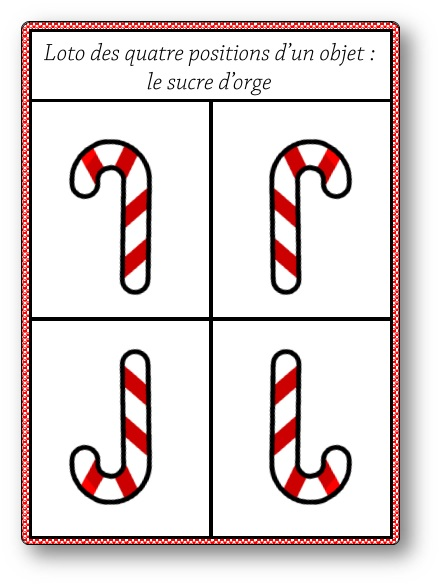 Loto des quatre positions d’un objet :
le sucre d’orge